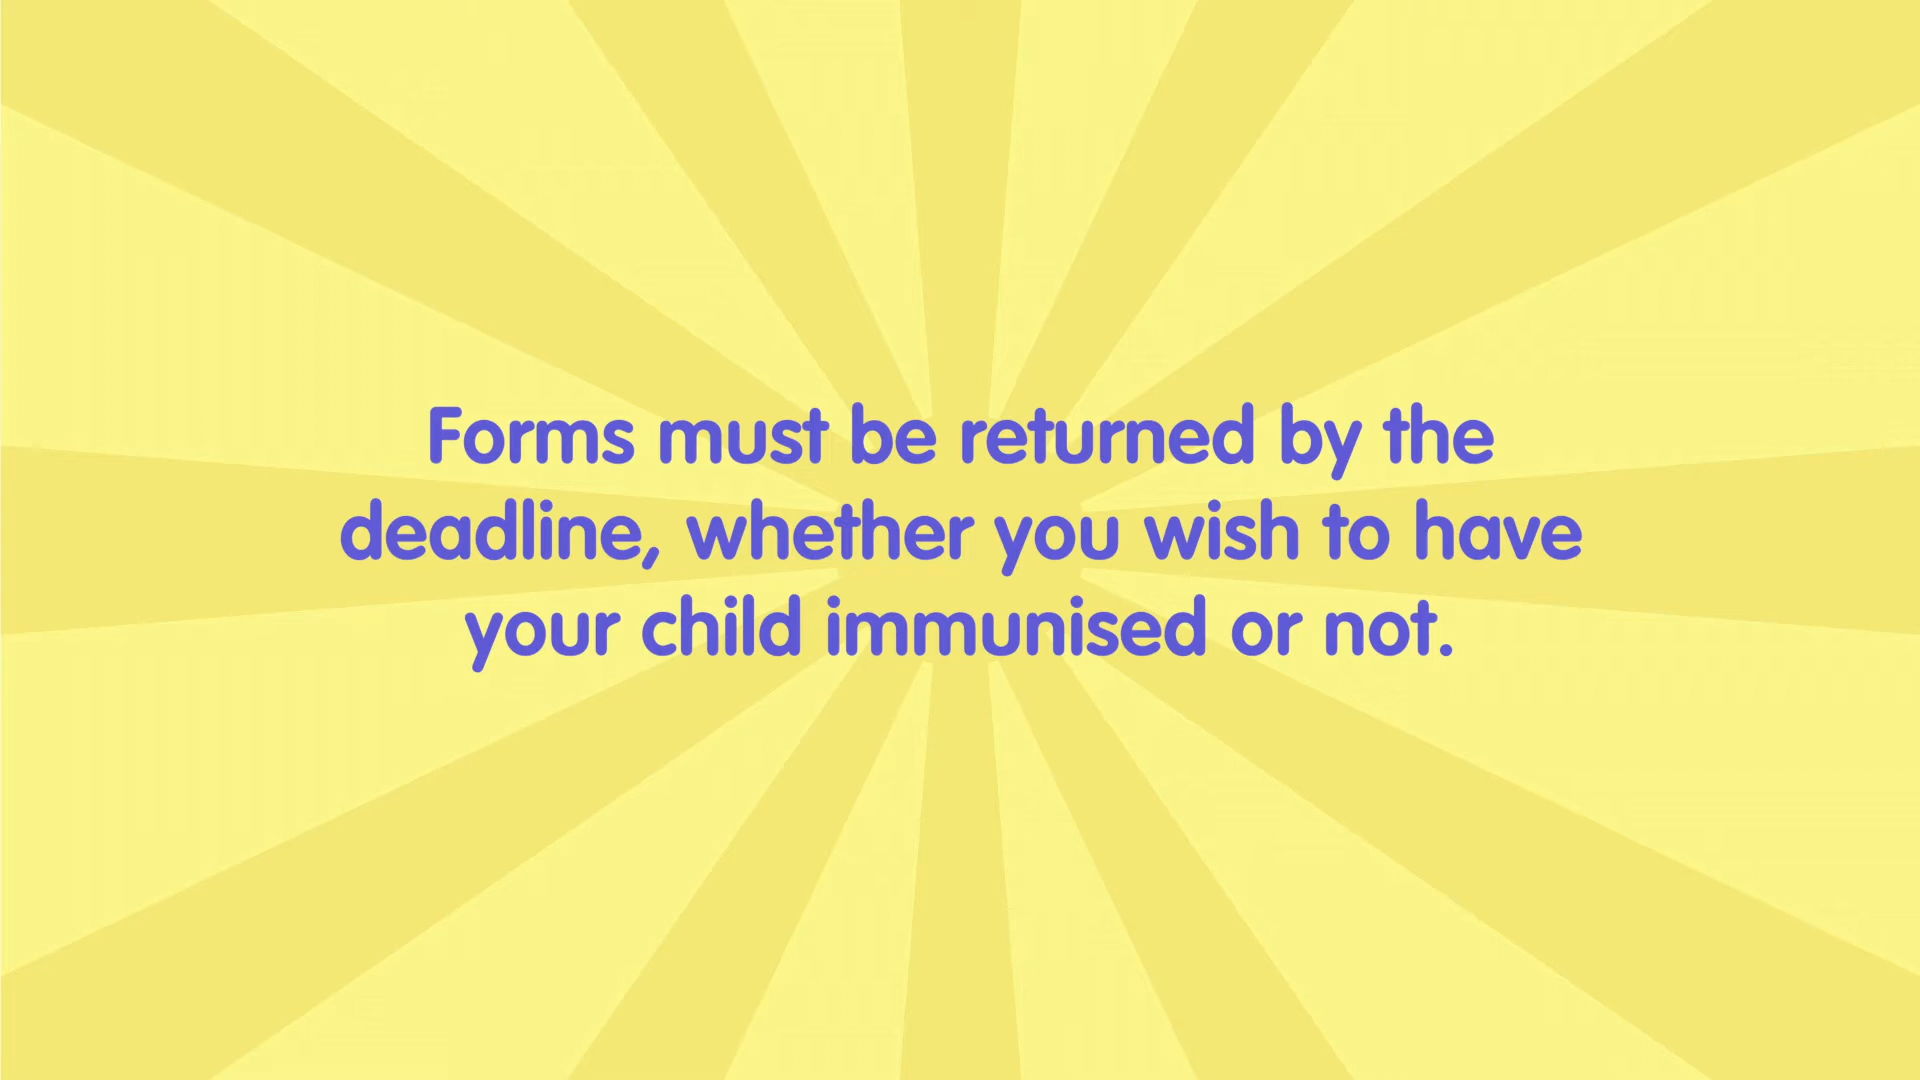 Forms must be returned by the
deadline, whether you wish to have
your child immunised or not.